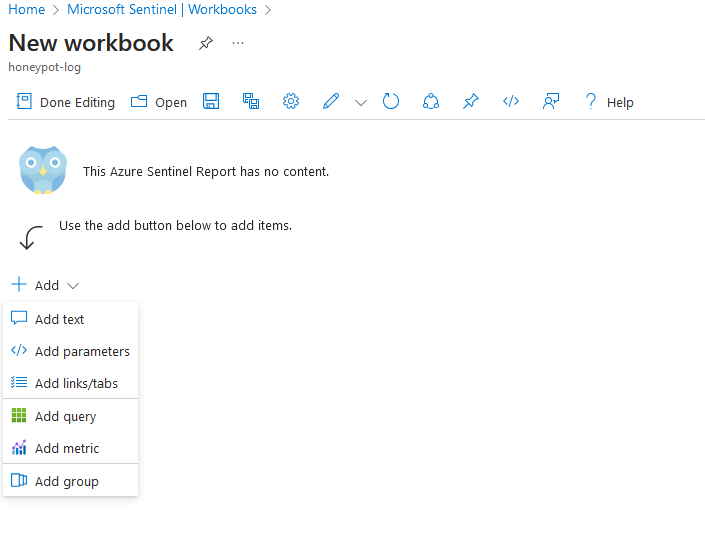 Home > Microsoft Sentinel | Workbooks >
New workbook
honeypot-log
Done Editing Open Help
This Azure Sentinel Report has no content.
Use the add button below to add items.
Add
Add text
Add parameters
Add links/tabs
Add query
Add metric
Add group